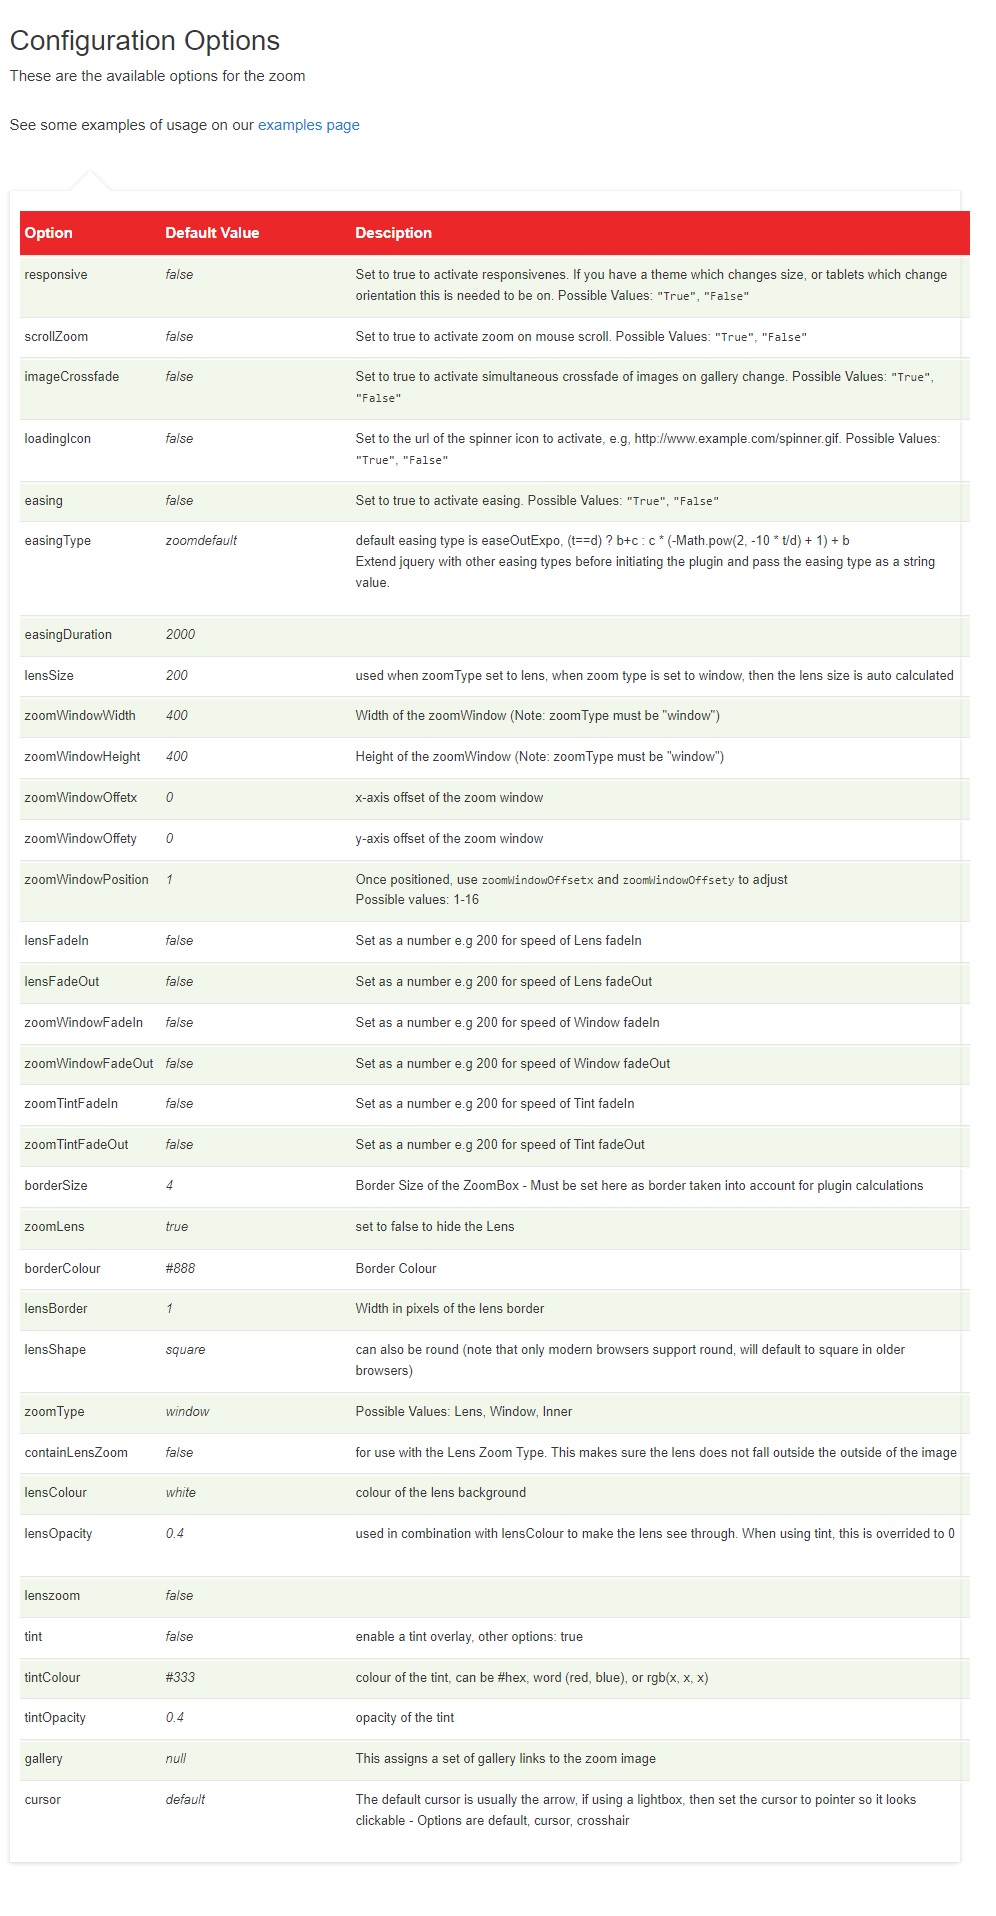 Configuration Options
These are the available options for the zoom
See some examples of usage on our examples page
Option Default Value Desciption
responsive false Set to true to activate responsivenes. If you have a theme which changes size, or tablets which change
orientation this is needed to be on. Possible Values: "True", "False"
scrollZoom false Set to true to activate zoom on mouse scroll. Possible Values: "True", "False"
imageCrossfade false Set to true to activate simultaneous crossfade of images on gallery change. Possible Values: "True",
"False"
loadingIcon false Set to the url of the spinner icon to activate, e.g, http://www.example.com/spinner.gif. Possible Values:
"True", "False"
easing false Set to true to activate easing. Possible Values: "True", "False"
easingType zoomdefault default easing type is easeOutExpo, (t==d) ? b+c : c * (-Math.pow(2, -10 * t/d) + 1) + b
Extend jquery with other easing types before initiating the plugin and pass the easing type as a string
value.
easingDuration 2000
lensSize 200 used when zoomType set to lens, when zoom type is set to window, then the lens size is auto calculated
zoomWindowWidth 400 Width of the zoomWindow (Note: zoomType must be "window")
zoomWindowHeight 400 Height of the zoomWindow (Note: zoomType must be "window")
zoomWindowOffetx 0 x-axis offset of the zoom window
zoomWindowOffety 0 y-axis offset of the zoom window
zoomWindowPosition 1 Once positioned, use zoomWindowOffsetx and zoomWindowOffsety to adjust
Possible values: 1-16
lensFadeIn false Set as a number e.g 200 for speed of Lens fadeIn
lensFadeOut false Set as a number e.g 200 for speed of Lens fadeOut
zoomWindowFadeIn false Set as a number e.g 200 for speed of Window fadeIn
zoomWindowFadeOut false Set as a number e.g 200 for speed of Window fadeOut
zoomTintFadeIn false Set as a number e.g 200 for speed of Tint fadeIn
zoomTintFadeOut false Set as a number e.g 200 for speed of Tint fadeOut
borderSize 4 Border Size of the ZoomBox - Must be set here as border taken into account for plugin calculations
zoomLens true set to false to hide the Lens
borderColour #888 Border Colour
lensBorder 1 Width in pixels of the lens border
lensShape square can also be round (note that only modern browsers support round, will default to square in older
browsers)
zoomType window Possible Values: Lens, Window, Inner
containLensZoom false for use with the Lens Zoom Type. This makes sure the lens does not fall outside the outside of the image
lensColour white colour of the lens background
lensOpacity 0.4 used in combination with lensColour to make the lens see through. When using tint, this is overrided to 0
lenszoom false
tint false enable a tint overlay, other options: true
tintColour #333 colour of the tint, can be #hex, word (red, blue), or rgb(x, x, x)
tintOpacity 0.4 opacity of the tint
gallery null This assigns a set of gallery links to the zoom image
cursor default The default cursor is usually the arrow, if using a lightbox, then set the cursor to pointer so it looks
clickable - Options are default, cursor, crosshair